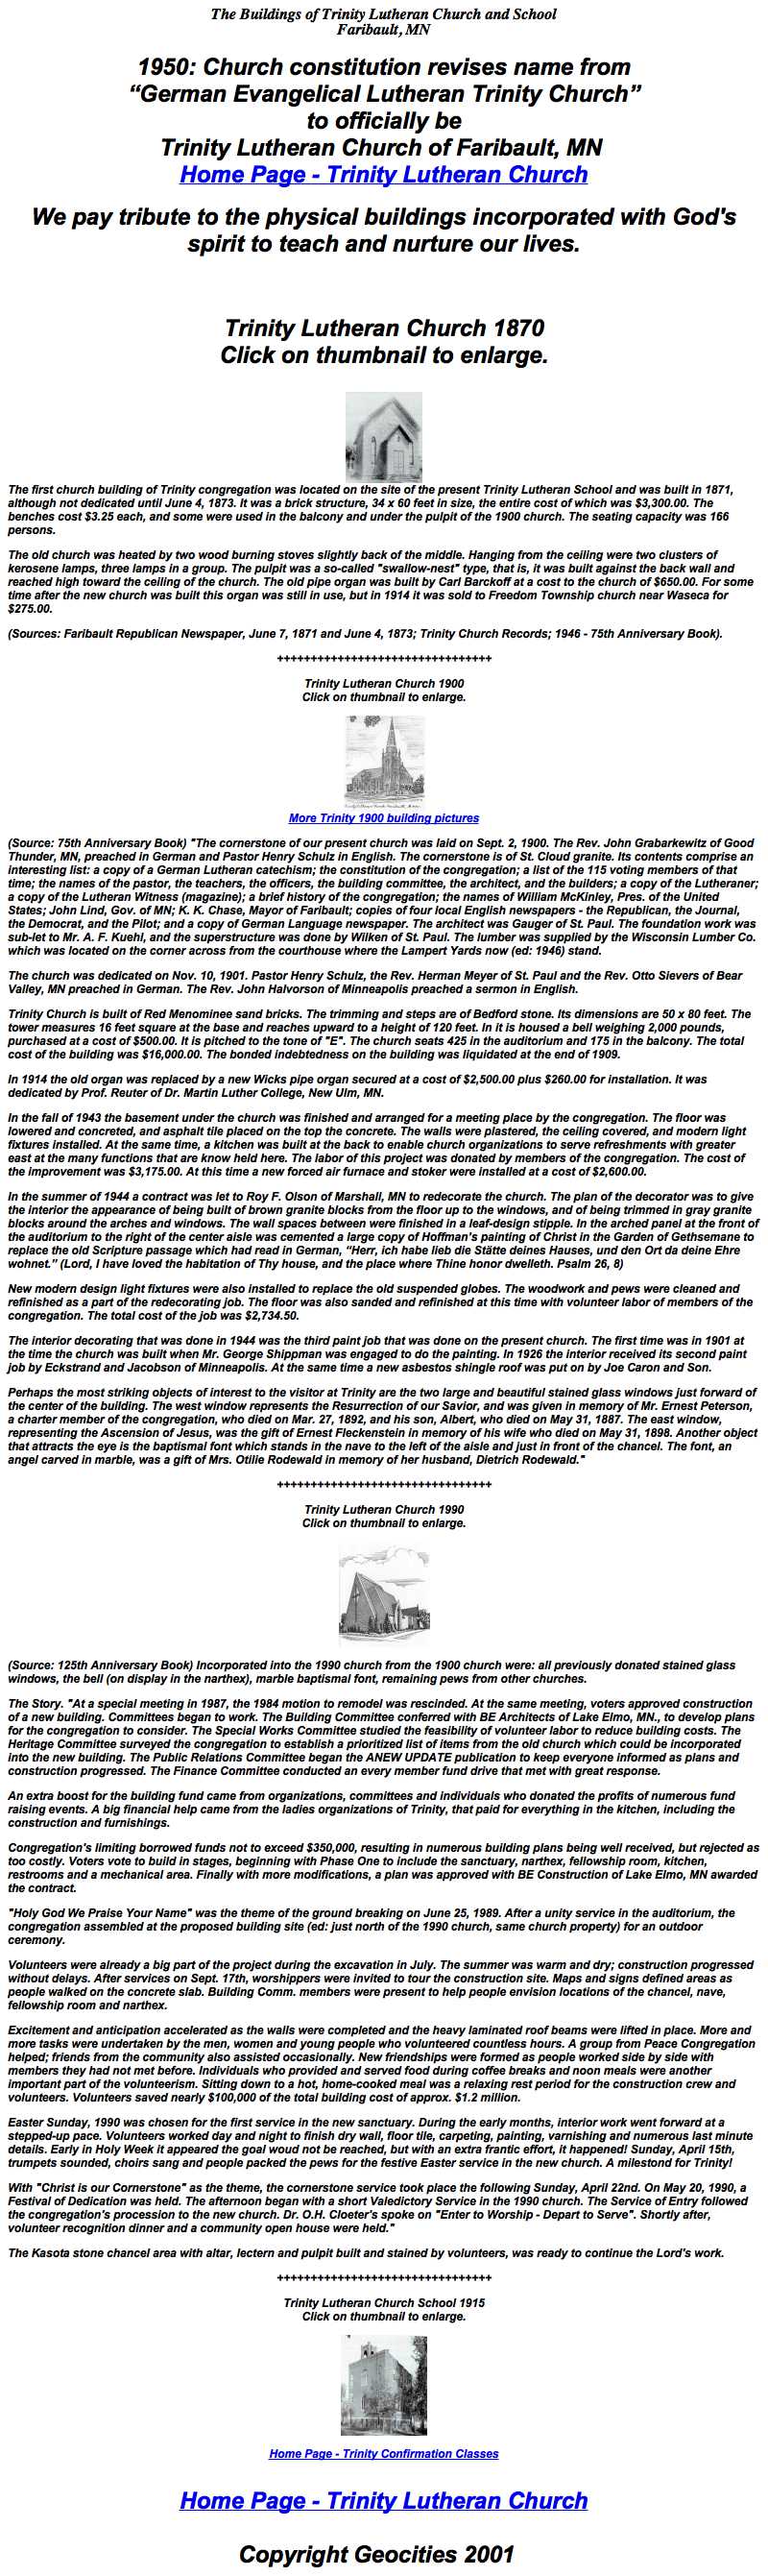 The Buildings of Trinity Lutheran Church and School
Faribault, MN
1950: Church constitution revises name from
“German Evangelical Lutheran Trinity Church”
to officially be
Trinity Lutheran Church of Faribault, MN
Home Page - Trinity Lutheran Church
We pay tribute to the physical buildings incorporated with God's
spirit to teach and nurture our lives.
Trinity Lutheran Church 1870
Click on thumbnail to enlarge.
The first church building of Trinity congregation was located on the site of the present Trinity Lutheran School and was built in 1871,
although not dedicated until June 4, 1873. It was a brick structure, 34 x 60 feet in size, the entire cost of which was $3,300.00. The
benches cost $3.25 each, and some were used in the balcony and under the pulpit of the 1900 church. The seating capacity was 166
persons.
The old church was heated by two wood burning stoves slightly back of the middle. Hanging from the ceiling were two clusters of
kerosene lamps, three lamps in a group. The pulpit was a so-called "swallow-nest" type, that is, it was built against the back wall and
reached high toward the ceiling of the church. The old pipe organ was built by Carl Barckoff at a cost to the church of $650.00. For some
time after the new church was built this organ was still in use, but in 1914 it was sold to Freedom Township church near Waseca for
$275.00.
(Sources: Faribault Republican Newspaper, June 7, 1871 and June 4, 1873; Trinity Church Records; 1946 - 75th Anniversary Book).
++++++++++++++++++++++++++++++++
Trinity Lutheran Church 1900
Click on thumbnail to enlarge.
More Trinity 1900 building pictures
(Source: 75th Anniversary Book) "The cornerstone of our present church was laid on Sept. 2, 1900. The Rev. John Grabarkewitz of Good
Thunder, MN, preached in German and Pastor Henry Schulz in English. The cornerstone is of St. Cloud granite. Its contents comprise an
interesting list: a copy of a German Lutheran catechism; the constitution of the congregation; a list of the 115 voting members of that
time; the names of the pastor, the teachers, the officers, the building committee, the architect, and the builders; a copy of the Lutheraner;
a copy of the Lutheran Witness (magazine); a brief history of the congregation; the names of William McKinley, Pres. of the United
States; John Lind, Gov. of MN; K. K. Chase, Mayor of Faribault; copies of four local English newspapers - the Republican, the Journal,
the Democrat, and the Pilot; and a copy of German Language newspaper. The architect was Gauger of St. Paul. The foundation work was
sub-let to Mr. A. F. Kuehl, and the superstructure was done by Wilken of St. Paul. The lumber was supplied by the Wisconsin Lumber Co.
which was located on the corner across from the courthouse where the Lampert Yards now (ed: 1946) stand.
The church was dedicated on Nov. 10, 1901. Pastor Henry Schulz, the Rev. Herman Meyer of St. Paul and the Rev. Otto Sievers of Bear
Valley, MN preached in German. The Rev. John Halvorson of Minneapolis preached a sermon in English.
Trinity Church is built of Red Menominee sand bricks. The trimming and steps are of Bedford stone. Its dimensions are 50 x 80 feet. The
tower measures 16 feet square at the base and reaches upward to a height of 120 feet. In it is housed a bell weighing 2,000 pounds,
purchased at a cost of $500.00. It is pitched to the tone of "E". The church seats 425 in the auditorium and 175 in the balcony. The total
cost of the building was $16,000.00. The bonded indebtedness on the building was liquidated at the end of 1909.
In 1914 the old organ was replaced by a new Wicks pipe organ secured at a cost of $2,500.00 plus $260.00 for installation. It was
dedicated by Prof. Reuter of Dr. Martin Luther College, New Ulm, MN.
In the fall of 1943 the basement under the church was finished and arranged for a meeting place by the congregation. The floor was
lowered and concreted, and asphalt tile placed on the top the concrete. The walls were plastered, the ceiling covered, and modern light
fixtures installed. At the same time, a kitchen was built at the back to enable church organizations to serve refreshments with greater
east at the many functions that are know held here. The labor of this project was donated by members of the congregation. The cost of
the improvement was $3,175.00. At this time a new forced air furnace and stoker were installed at a cost of $2,600.00.
In the summer of 1944 a contract was let to Roy F. Olson of Marshall, MN to redecorate the church. The plan of the decorator was to give
the interior the appearance of being built of brown granite blocks from the floor up to the windows, and of being trimmed in gray granite
blocks around the arches and windows. The wall spaces between were finished in a leaf-design stipple. In the arched panel at the front of
the auditorium to the right of the center aisle was cemented a large copy of Hoffman's painting of Christ in the Garden of Gethsemane to
replace the old Scripture passage which had read in German, “Herr, ich habe lieb die Stätte deines Hauses, und den Ort da deine Ehre
wohnet.” (Lord, I have loved the habitation of Thy house, and the place where Thine honor dwelleth. Psalm 26, 8)
New modern design light fixtures were also installed to replace the old suspended globes. The woodwork and pews were cleaned and
refinished as a part of the redecorating job. The floor was also sanded and refinished at this time with volunteer labor of members of the
congregation. The total cost of the job was $2,734.50.
The interior decorating that was done in 1944 was the third paint job that was done on the present church. The first time was in 1901 at
the time the church was built when Mr. George Shippman was engaged to do the painting. In 1926 the interior received its second paint
job by Eckstrand and Jacobson of Minneapolis. At the same time a new asbestos shingle roof was put on by Joe Caron and Son.
Perhaps the most striking objects of interest to the visitor at Trinity are the two large and beautiful stained glass windows just forward of
the center of the building. The west window represents the Resurrection of our Savior, and was given in memory of Mr. Ernest Peterson,
a charter member of the congregation, who died on Mar. 27, 1892, and his son, Albert, who died on May 31, 1887. The east window,
representing the Ascension of Jesus, was the gift of Ernest Fleckenstein in memory of his wife who died on May 31, 1898. Another object
that attracts the eye is the baptismal font which stands in the nave to the left of the aisle and just in front of the chancel. The font, an
angel carved in marble, was a gift of Mrs. Otilie Rodewald in memory of her husband, Dietrich Rodewald."
++++++++++++++++++++++++++++++++
Trinity Lutheran Church 1990
Click on thumbnail to enlarge.
(Source: 125th Anniversary Book) Incorporated into the 1990 church from the 1900 church were: all previously donated stained glass
windows, the bell (on display in the narthex), marble baptismal font, remaining pews from other churches.
The Story. "At a special meeting in 1987, the 1984 motion to remodel was rescinded. At the same meeting, voters approved construction
of a new building. Committees began to work. The Building Committee conferred with BE Architects of Lake Elmo, MN., to develop plans
for the congregation to consider. The Special Works Committee studied the feasibility of volunteer labor to reduce building costs. The
Heritage Committee surveyed the congregation to establish a prioritized list of items from the old church which could be incorporated
into the new building. The Public Relations Committee began the ANEW UPDATE publication to keep everyone informed as plans and
construction progressed. The Finance Committee conducted an every member fund drive that met with great response.
An extra boost for the building fund came from organizations, committees and individuals who donated the profits of numerous fund
raising events. A big financial help came from the ladies organizations of Trinity, that paid for everything in the kitchen, including the
construction and furnishings.
Congregation's limiting borrowed funds not to exceed $350,000, resulting in numerous building plans being well received, but rejected as
too costly. Voters vote to build in stages, beginning with Phase One to include the sanctuary, narthex, fellowship room, kitchen,
restrooms and a mechanical area. Finally with more modifications, a plan was approved with BE Construction of Lake Elmo, MN awarded
the contract.
"Holy God We Praise Your Name" was the theme of the ground breaking on June 25, 1989. After a unity service in the auditorium, the
congregation assembled at the proposed building site (ed: just north of the 1990 church, same church property) for an outdoor
ceremony.
Volunteers were already a big part of the project during the excavation in July. The summer was warm and dry; construction progressed
without delays. After services on Sept. 17th, worshippers were invited to tour the construction site. Maps and signs defined areas as
people walked on the concrete slab. Building Comm. members were present to help people envision locations of the chancel, nave,
fellowship room and narthex.
Excitement and anticipation accelerated as the walls were completed and the heavy laminated roof beams were lifted in place. More and
more tasks were undertaken by the men, women and young people who volunteered countless hours. A group from Peace Congregation
helped; friends from the community also assisted occasionally. New friendships were formed as people worked side by side with
members they had not met before. Individuals who provided and served food during coffee breaks and noon meals were another
important part of the volunteerism. Sitting down to a hot, home-cooked meal was a relaxing rest period for the construction crew and
volunteers. Volunteers saved nearly $100,000 of the total building cost of approx. $1.2 million.
Easter Sunday, 1990 was chosen for the first service in the new sanctuary. During the early months, interior work went forward at a
stepped-up pace. Volunteers worked day and night to finish dry wall, floor tile, carpeting, painting, varnishing and numerous last minute
details. Early in Holy Week it appeared the goal woud not be reached, but with an extra frantic effort, it happened! Sunday, April 15th,
trumpets sounded, choirs sang and people packed the pews for the festive Easter service in the new church. A milestond for Trinity!
With "Christ is our Cornerstone" as the theme, the cornerstone service took place the following Sunday, April 22nd. On May 20, 1990, a
Festival of Dedication was held. The afternoon began with a short Valedictory Service in the 1990 church. The Service of Entry followed
the congregation's procession to the new church. Dr. O.H. Cloeter's spoke on "Enter to Worship - Depart to Serve". Shortly after,
volunteer recognition dinner and a community open house were held."
The Kasota stone chancel area with altar, lectern and pulpit built and stained by volunteers, was ready to continue the Lord's work.
++++++++++++++++++++++++++++++++
Trinity Lutheran Church School 1915
Click on thumbnail to enlarge.
Home Page - Trinity Confirmation Classes
Home Page - Trinity Lutheran Church
Copyright Geocities 2001